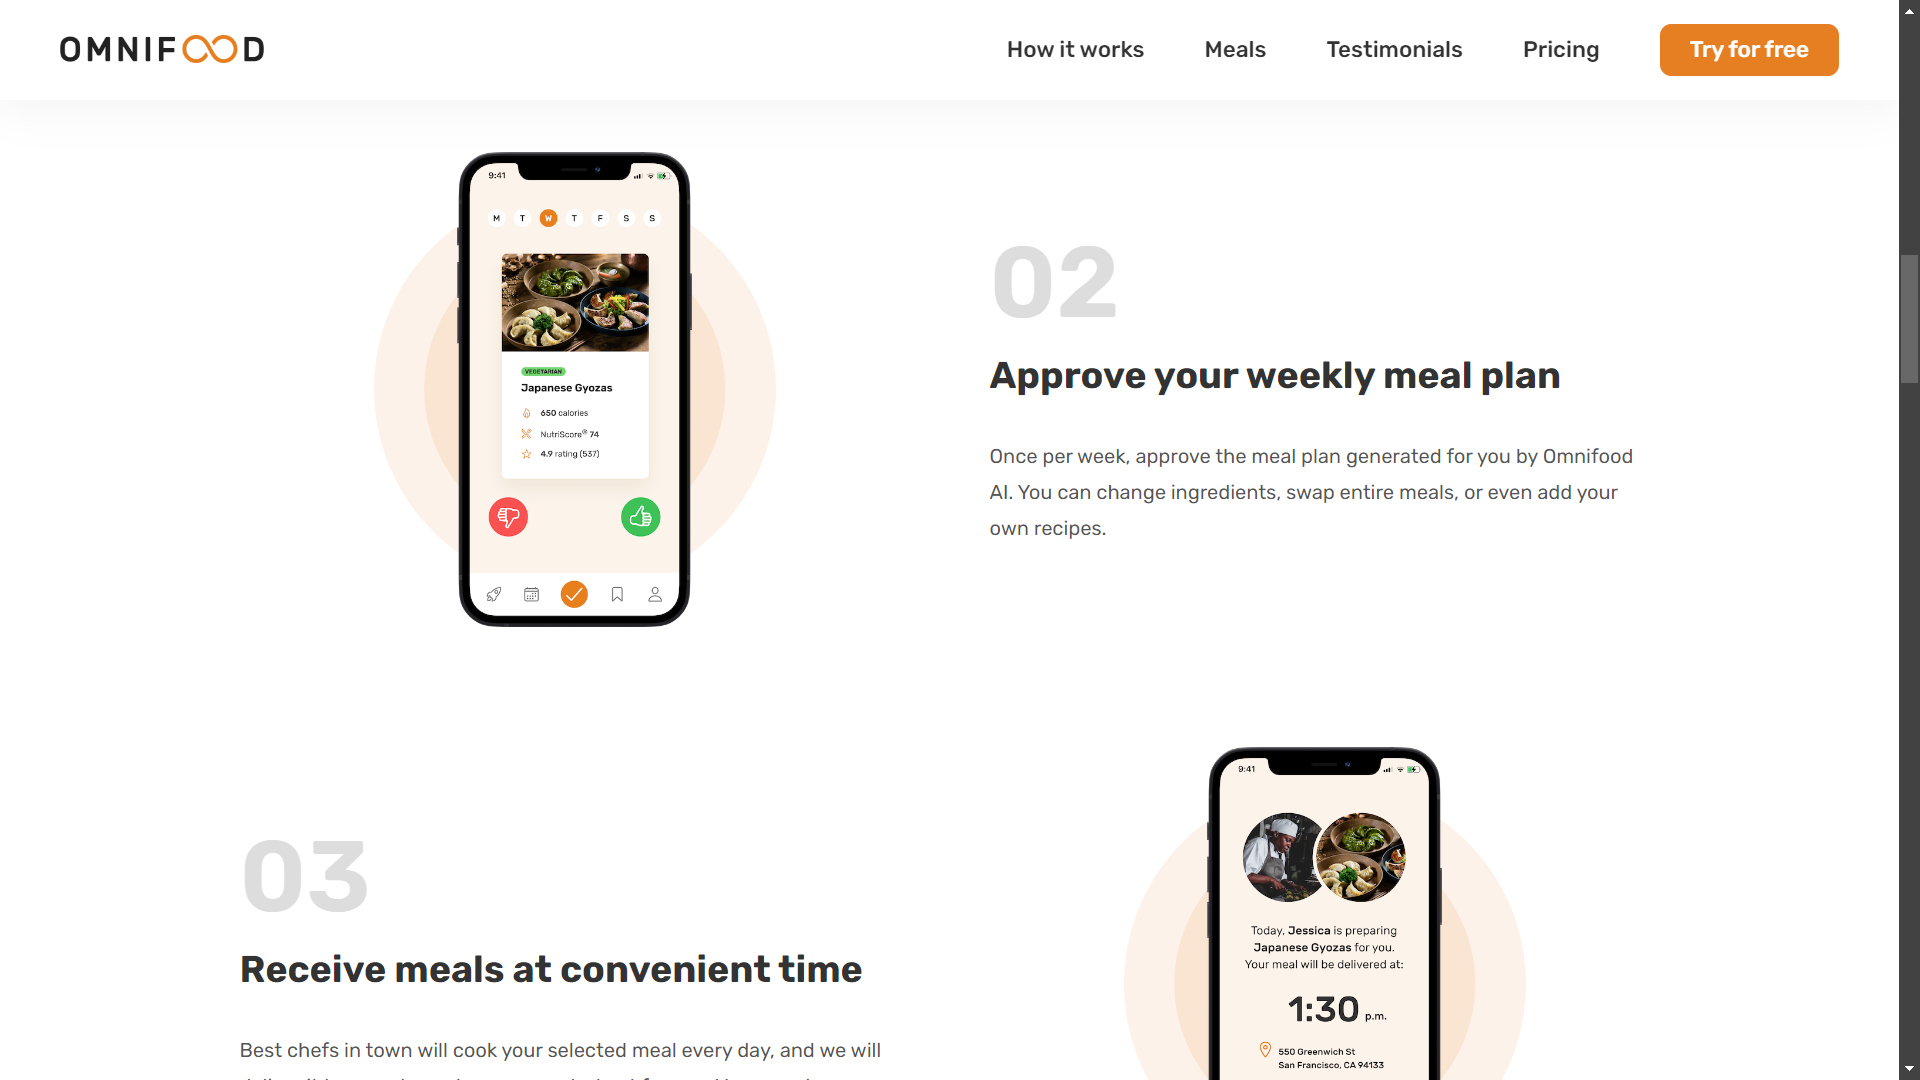 OMNIFOOD
How it works
Meals
Testimonials
Pricing
Try for free
9:41
M T W T F S S
VEGETARIAN
Japanese Gyozas
650 calories
NutriScore® 74
4.9 rating (537)
02
Approve your weekly meal plan
Once per week, approve the meal plan generated for you by Omnifood
AI. You can change ingredients, swap entire meals, or even add your
own recipes.
03
Receive meals at convenient time
Best chefs in town will cook your selected meal every day, and we will
9:41
Today, Jessica is preparing
Japanese Gyozas for you.
Your meal will be delivered at:
1:30 p.m.
550 Greenwich St
San Francisco, CA 94133